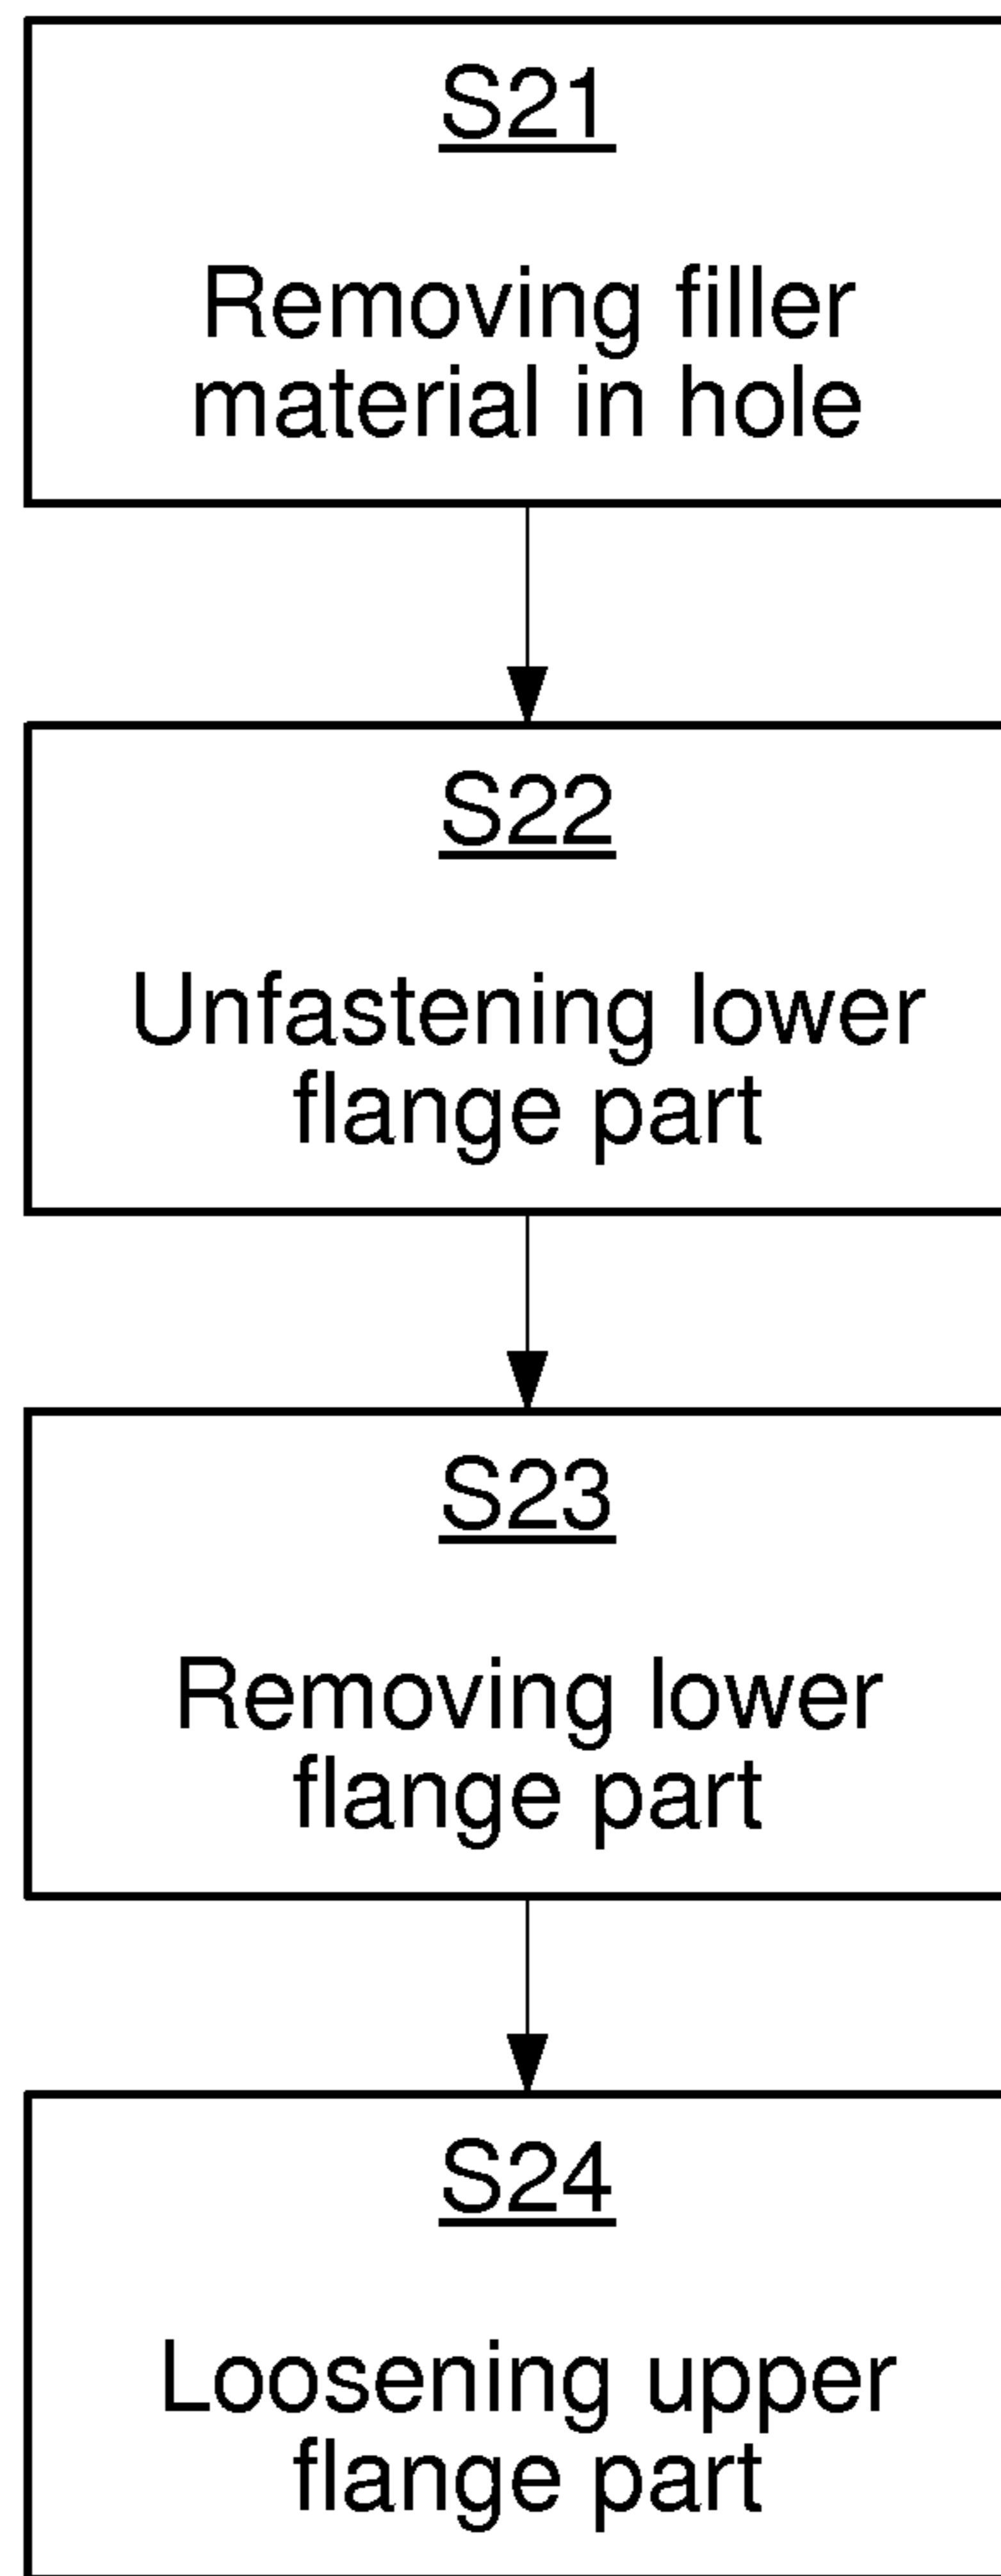 S21
Removing filler
material in hole
S22
Unfastening lower
flange part
S23
Removing lower
flange part
S24
Loosening upper
flange part